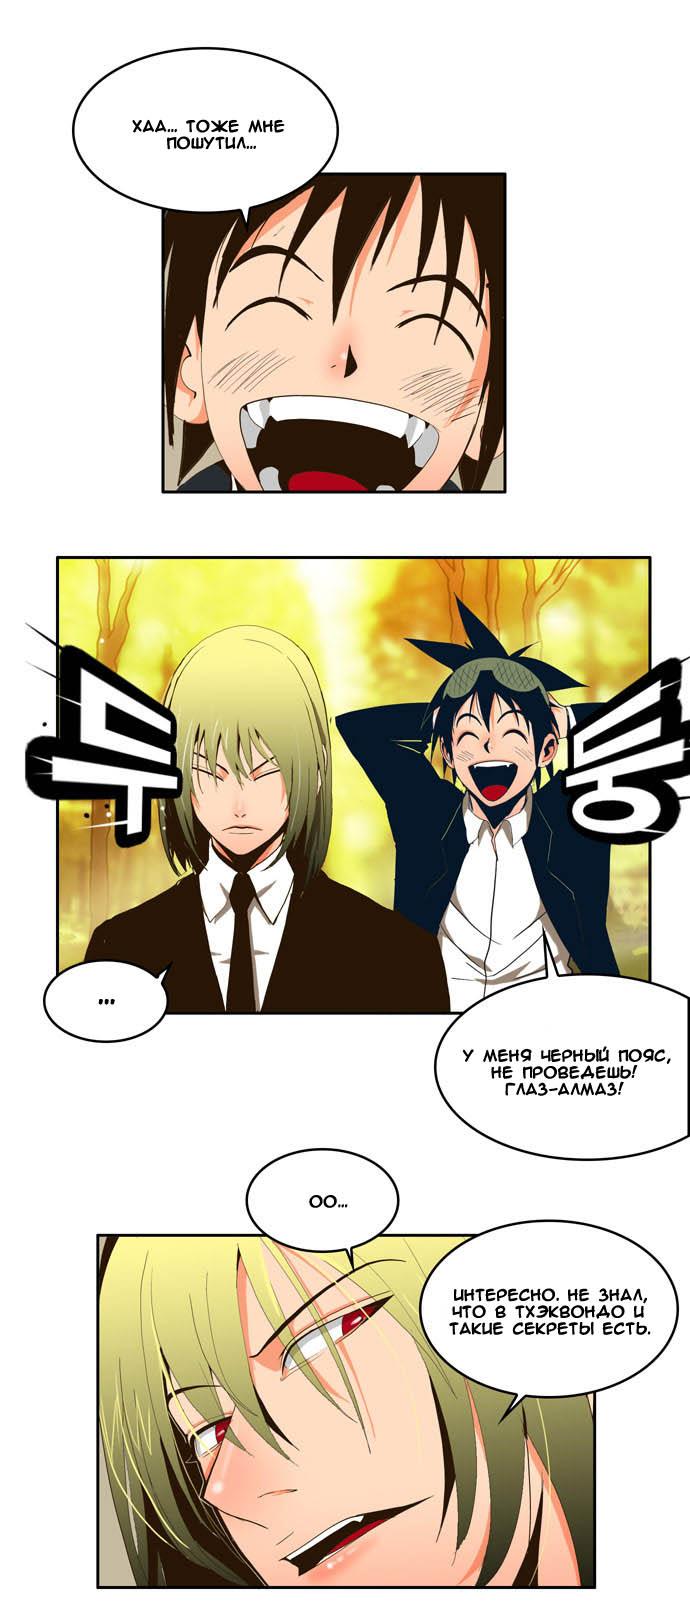 ХАА... ТОЖЕ МНЕ
ПОШУТИЛ...
두
둥
...
У МЕНЯ ЧЕРНЫЙ ПОЯС,
НЕ ПРОВЕДЕШЬ!
ГЛАЗ-АЛМАЗ!
ОО...
ИНТЕРЕСНО. НЕ ЗНАЛ,
ЧТО В ТХЭКВОНДО И
ТАКИЕ СЕКРЕТЫ ЕСТЬ.